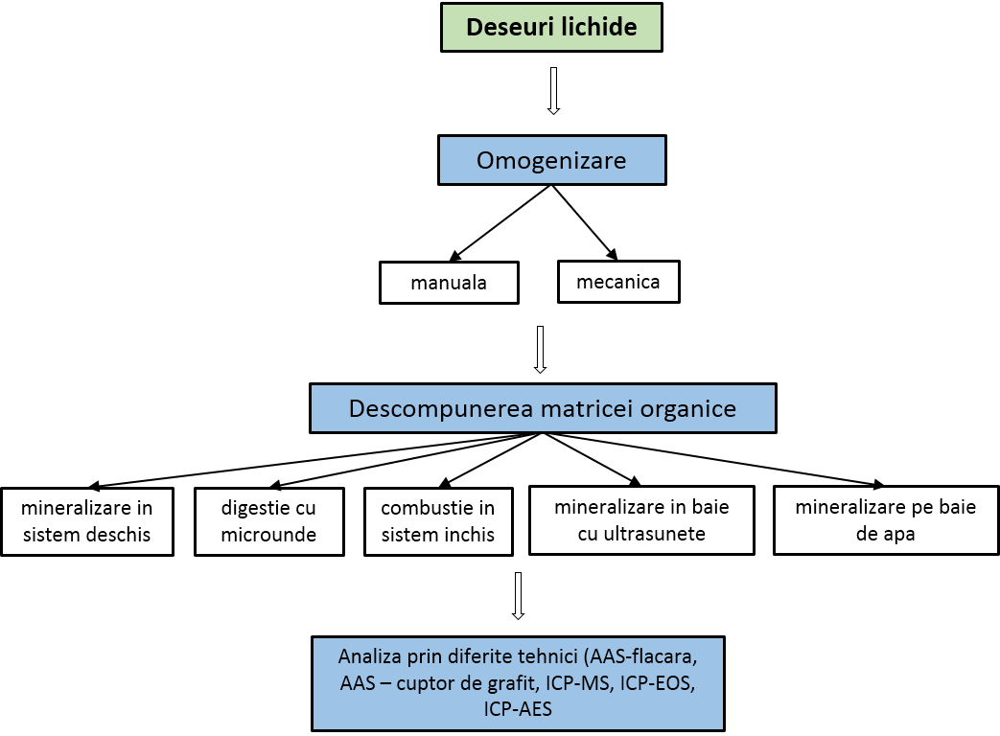 Deseuri lichide
Omogenizare
manuala
mecanica
Descompunerea matricei organice
mineralizare in
sistem deschis
digestie cu
microunde
combustie in
sistem inchis
mineralizare in baie
cu ultrasunete
mineralizare pe baie
de apa
Analiza prin diferite tehnici (AAS-flacara,
AAS – cuptor de grafit, ICP-MS, ICP-EOS,
ICP-AES